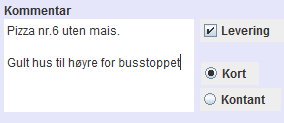 Kommentar
Pizza nr.6 uten mais.
Gult hus til høyre for busstoppet
Levering
Kort
Kontant